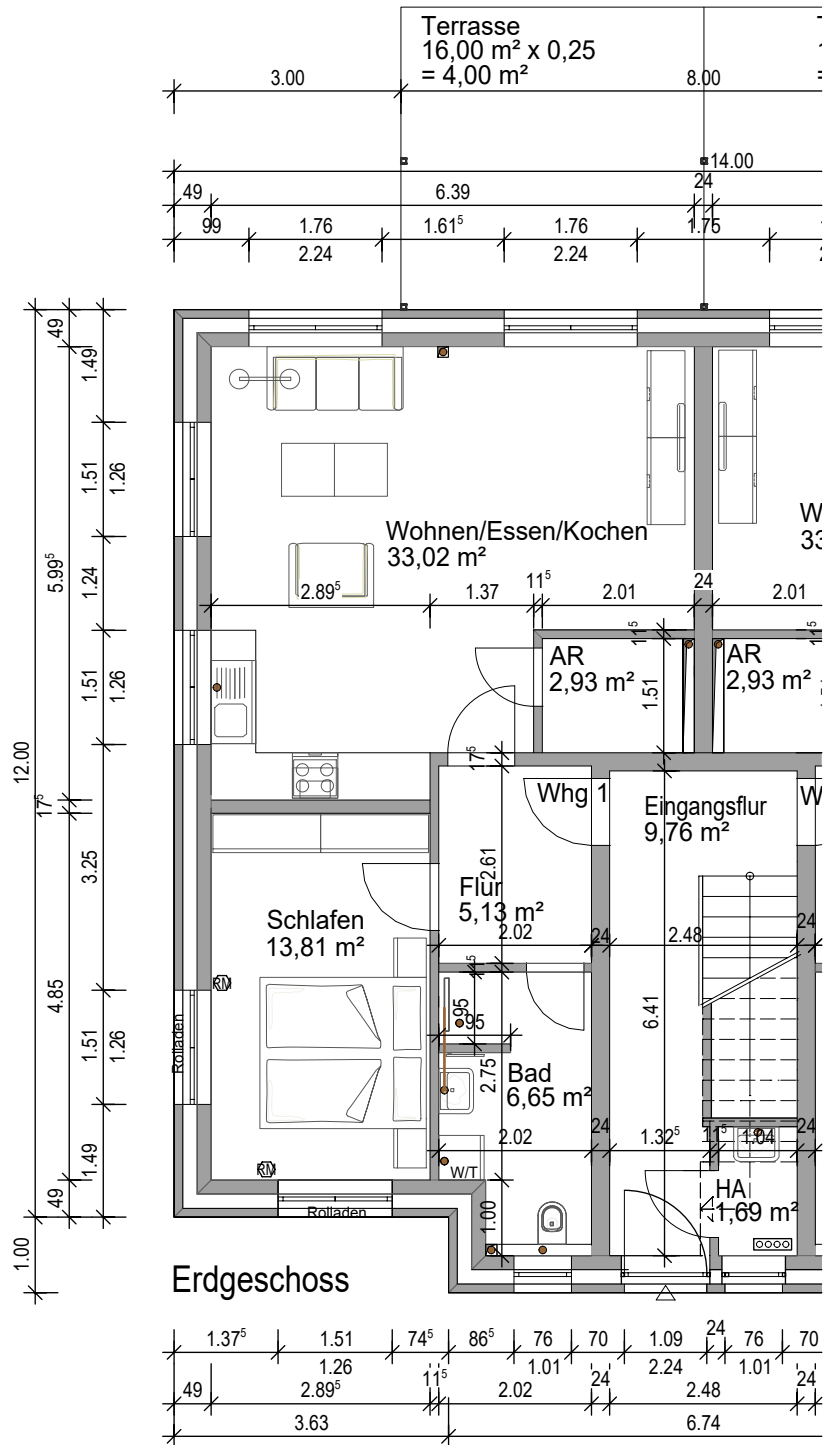 Terrasse
16,00 m² x 0,25
= 4,00 m²
3.00
8.00
14.00
49
6.39
24
99
1.76
1.61⁵
1.76
1.75
2.24
2.24
49
1.49
1.51
1.26
5.99⁵
1.24
1.51
1.26
12.00
17⁵
3.25
4.85
1.51
1.26
1.49
49
1.00
Wohnen/Essen/Kochen
33,02 m²
W
33
2.89⁵
1.37
11⁵
2.01
24
2.01
11⁵
11⁵
AR
2,93 m²
AR
2,93 m²
1.51
17⁵
Whg 1
Eingangsflur
9,76 m²
W
2.61
Flur
5,13 m²
2.02
24
2.48
24
Schlafen
13,81 m²
RM
Rolladen
95
95
6.41
2.75
Bad
6,65 m²
2.02
24
1.32⁵
11⁵
1.04
24
W/T
RM
HA
1,69 m²
1.00
Rolladen
Erdgeschoss
1.37⁵
1.51
74⁵
86⁵
76
70
1.09
24
76
70
1.26
1.01
2.24
1.01
49
2.89⁵
11⁵
2.02
24
2.48
24
3.63
6.74